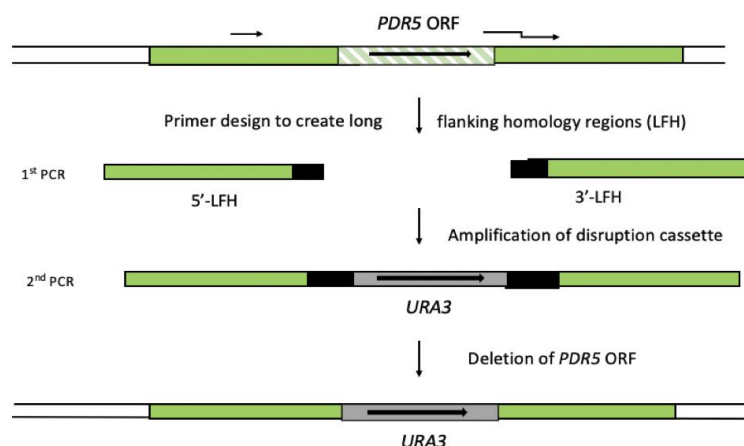 PDR5 ORF
Primer design to create long flanking homology regions (LFH)
1st PCR
5’-LFH 3’-LFH
Amplification of disruption cassette
2nd PCR
URA3
Deletion of PDR5 ORF
URA3